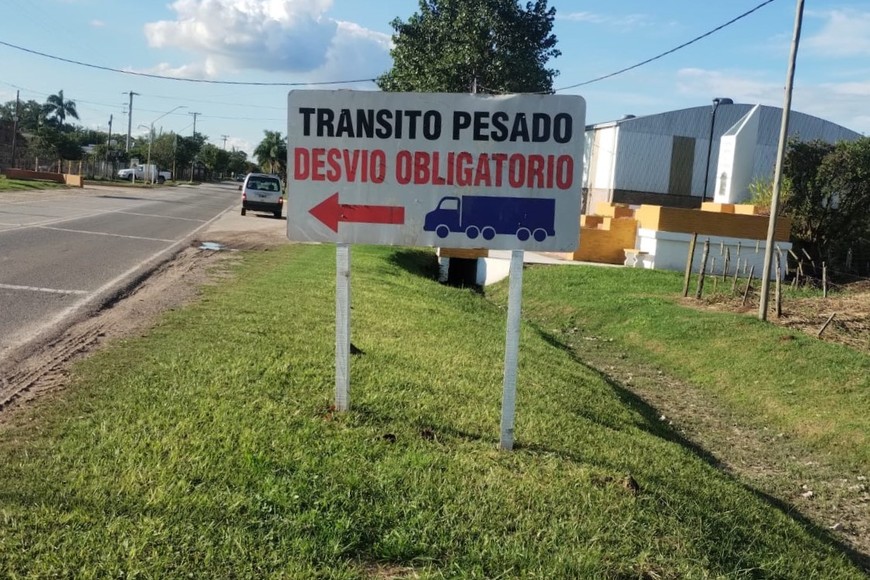 TRANSITO PESADO
DESVIO OBLIGATORIO